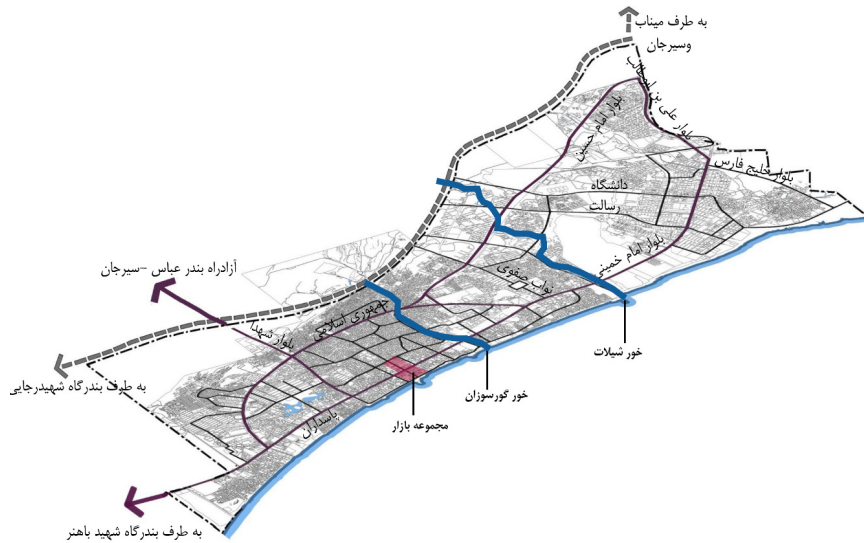 به طرف میناب
وسیرجان
بلوار علی بن ابیطالب
بلوار امام حسین
بلوار خلیج فارس
دانشگاه
رسالت
بلوار امام خمینی
نواب صفوی
آزادراه بندر عباس -سیرجان
جمهوری اسلامی
بلوار شهدا
خور شیلات
به طرف بندرگاه شهیدرجایی
خور گورسوزان
مجموعه بازار
پاسداران
به طرف بندرگاه شهید باهنر